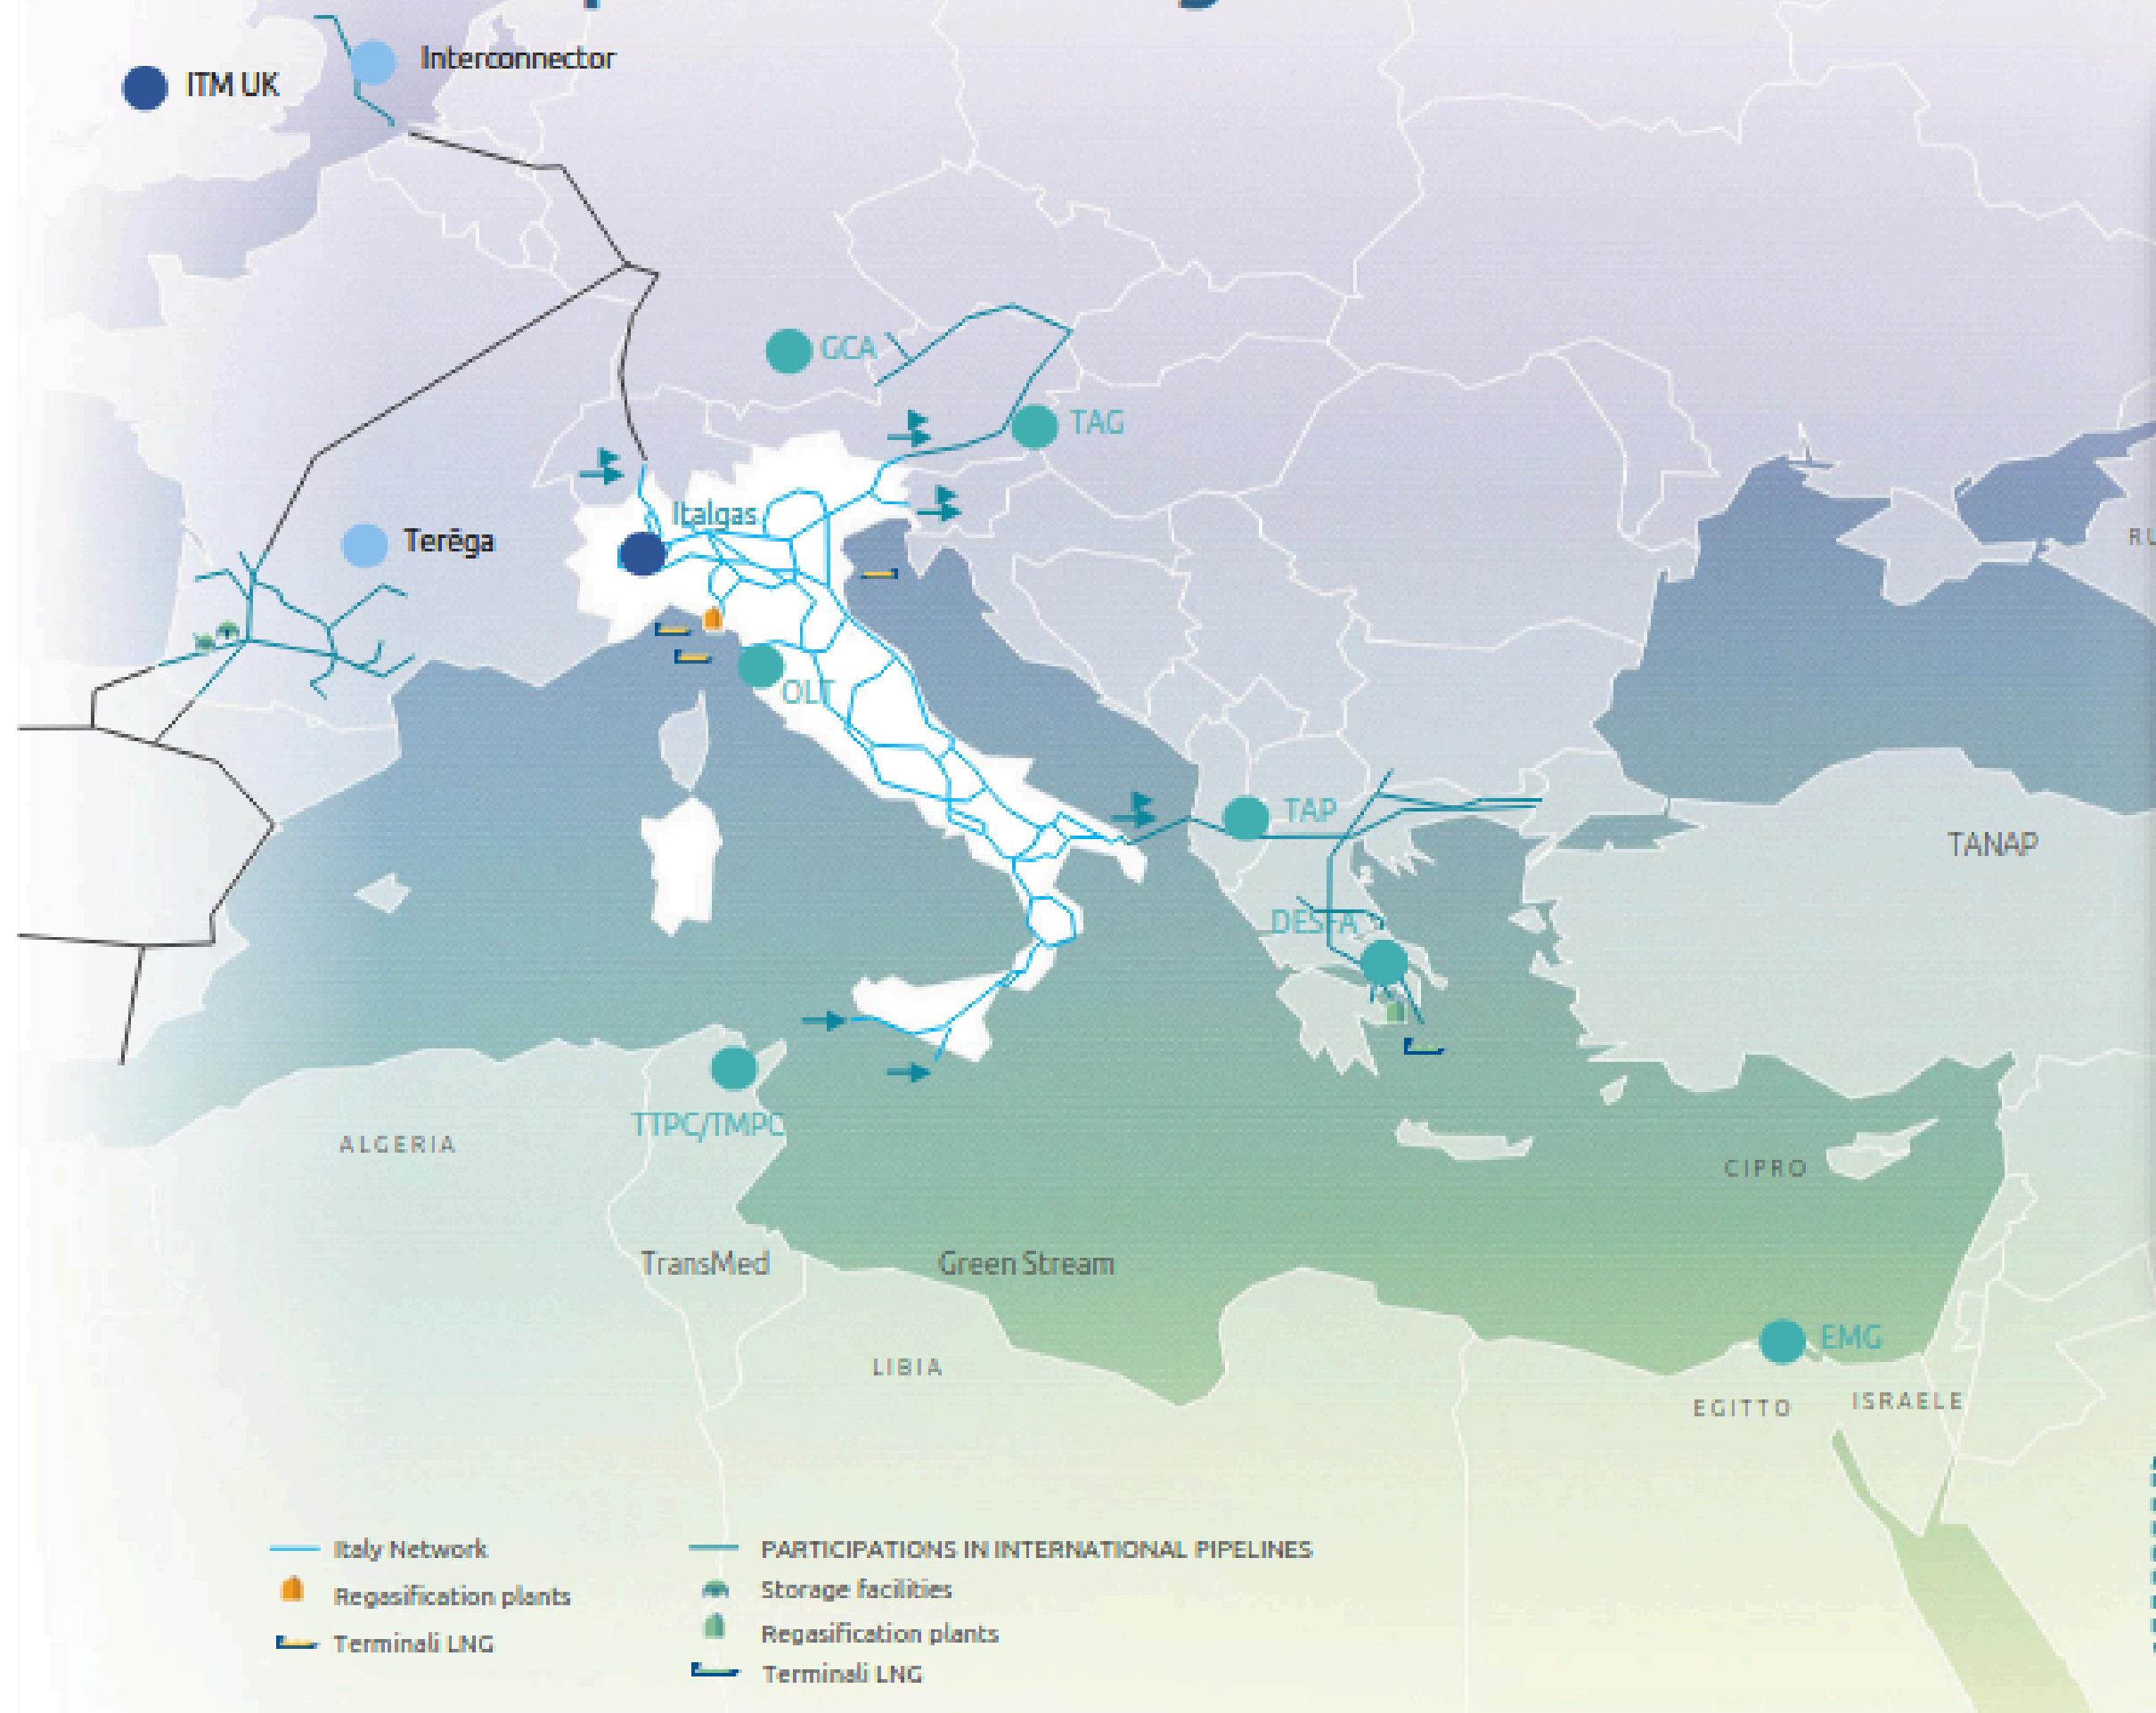 Interconnector
ITM UK
GCA
TAG
Italgas
Terēga
OLT
TAP
TANAP
2
DESFA
TTPC/TMPC
ALGERIA
CIPRO
TransMed
Green Stream
EMG
LIBIA
EGITTO
ISRAELE
Italy Network
Regasification plants
Terminali LNG
PARTICIPATIONS IN INTERNATIONAL PIPELINES
Storage facilities
Regasification plants
Terminali LNG